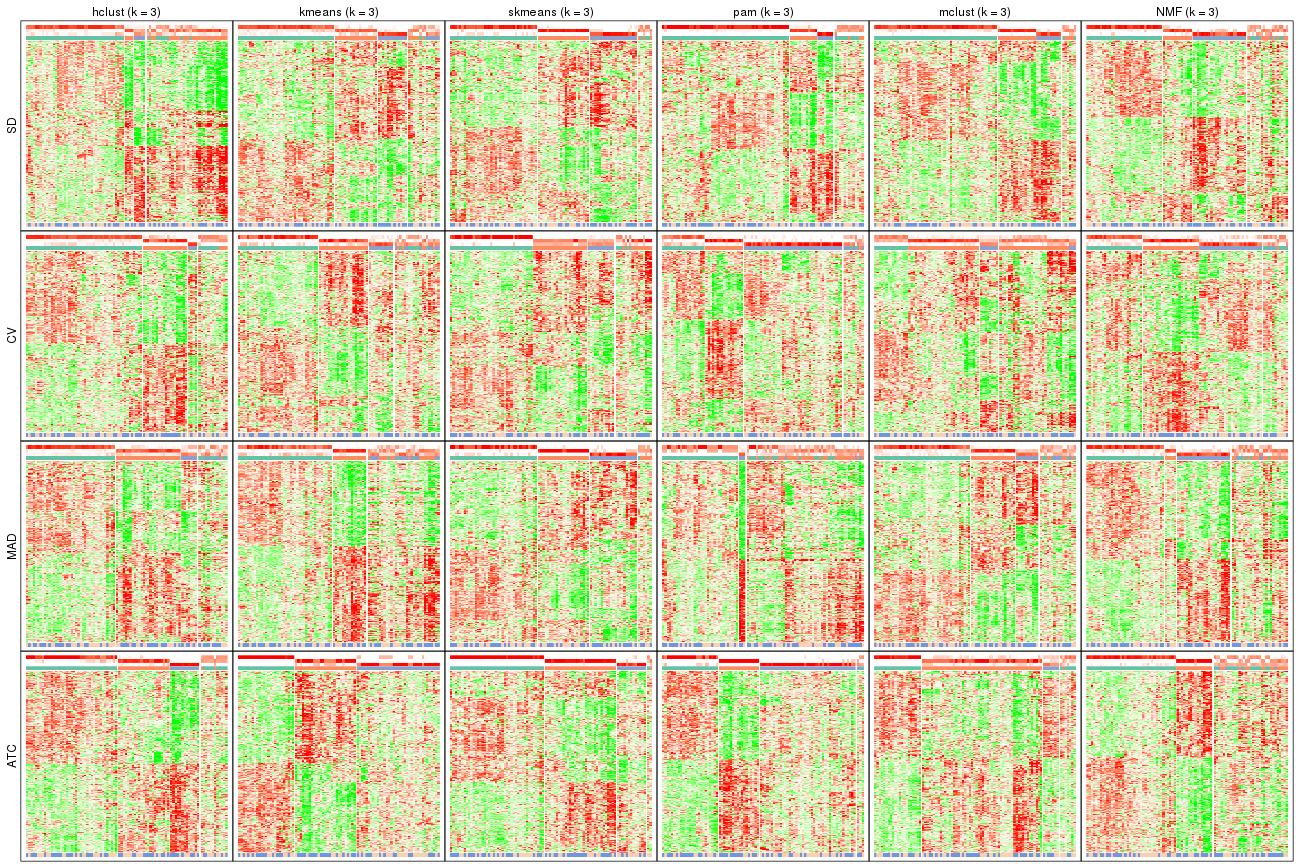 hclust (k = 3)
kmeans (k = 3)
skmeans (k = 3)
pam (k = 3)
mclust (k = 3)
NMF (k = 3)
SD
CV
MAD
ATC